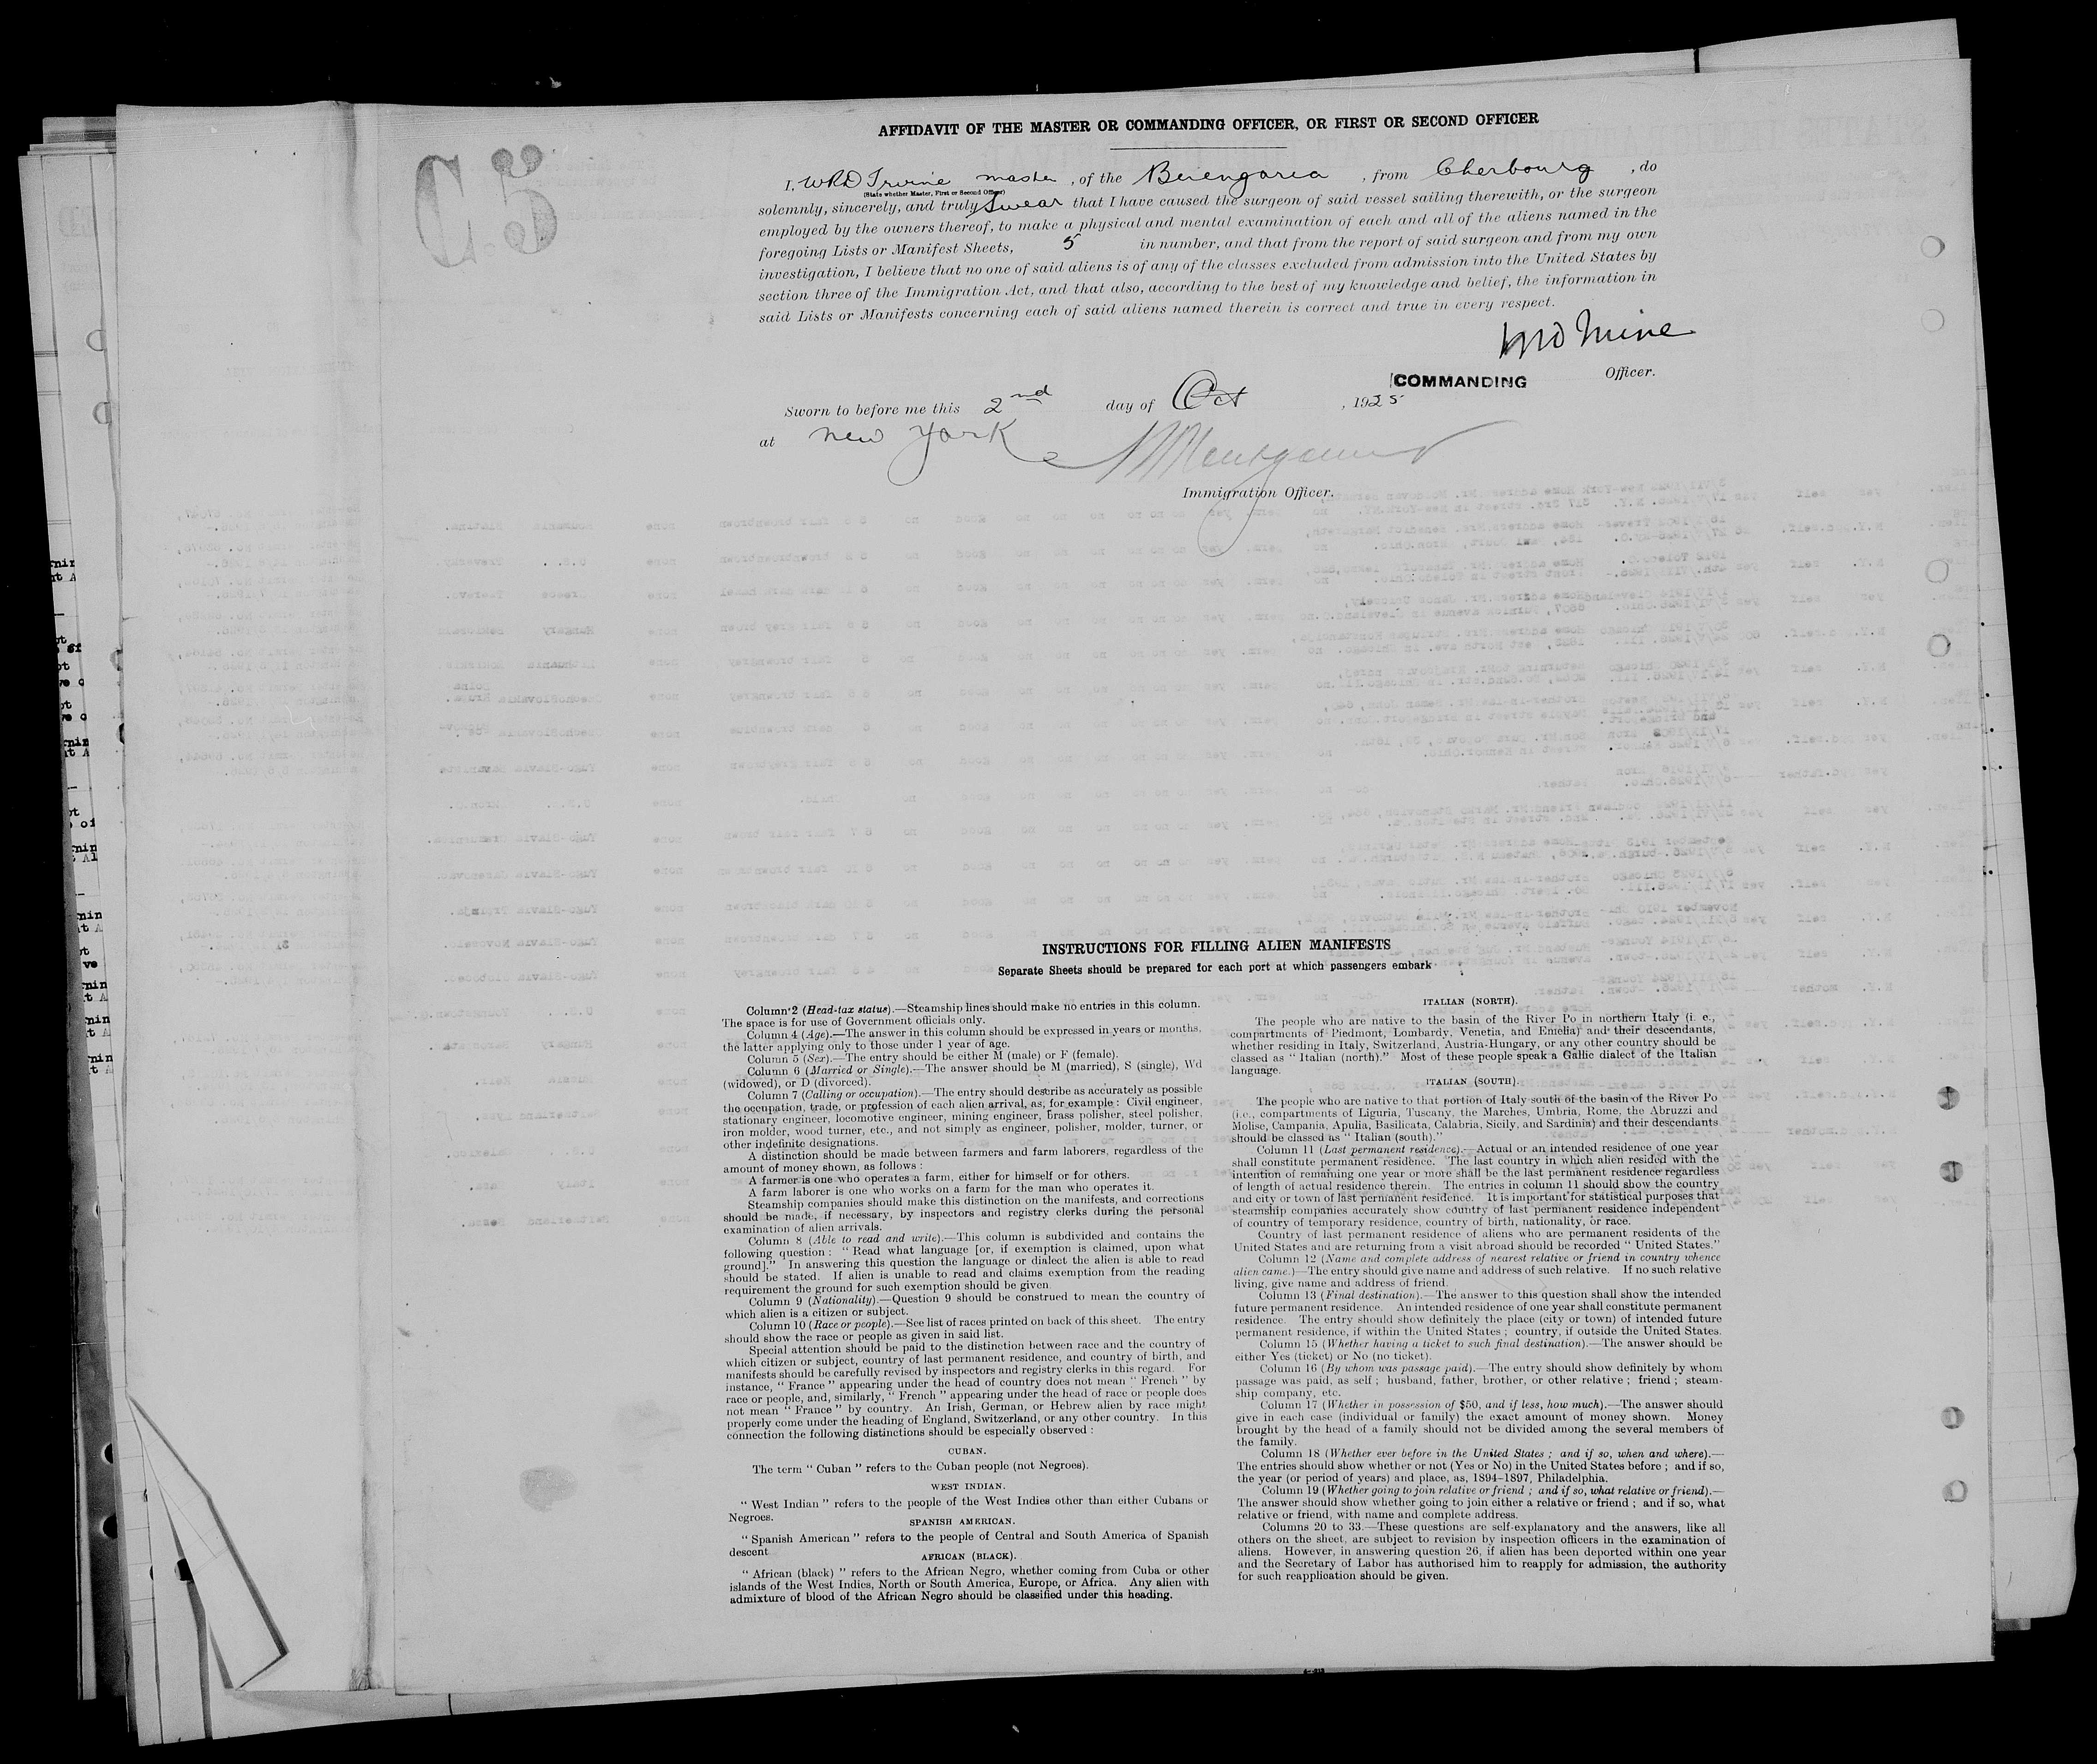 C 5
AFFIDAVIT OF THE MASTER OR COMMANDING OFFICER, OR FIRST OR SECOND OFFICER
I, WRD Irvine master, of the Berengaria, from Cherbourg, do
(State whether Master, First or Second Officer)
solemnly, sincerely, and truly swear that I have caused the surgeon of said vessel sailing therewith, or the surgeon
employed by the owners thereof, to make a physical and mental examination of each and all of the aliens named in the
foregoing Lists or Manifest Sheets, 5 in number, and that from the report of said surgeon and from my own
investigation, I believe that no one of said aliens is of any of the classes excluded from admission into the United States by
section three of the Immigration Act, and that also, according to the best of my knowledge and belief, the information in
said Lists or Manifests concerning each of said aliens named therein is correct and true in every respect.
WRD Irvine
COMMANDING Officer.
Sworn to before me this 2nd day of Oct, 1925
at New York
Montgomery
Immigration Officer.
INSTRUCTIONS FOR FILLING ALIEN MANIFESTS
Separate Sheets should be prepared for each port at which passengers embark
Column 2 (Head-tax status).—Steamship lines should make no entries in this column.
The space is for use of Government officials only.
Column 4 (Age).—The answer in this column should be expressed in years or months,
the latter applying only to those under 1 year of age.
Column 5 (Sex).—The entry should be either M (male) or F (female).
Column 6 (Married or Single).—The answer should be M (married), S (single), Wd
(widowed), or D (divorced).
Column 7 (Calling or occupation).—The entry should describe as accurately as possible
the occupation, trade, or profession of each alien arrival, as, for example: Civil engineer,
stationary engineer, locomotive engineer, mining engineer, brass polisher, steel polisher,
iron molder, wood turner, etc., and not simply as engineer, polisher, molder, turner, or
other indefinite designations.
A distinction should be made between farmers and farm laborers, regardless of the
amount of money shown, as follows:
A farmer is one who operates a farm, either for himself or for others.
A farm laborer is one who works on a farm for the man who operates it.
Steamship companies should make this distinction on the manifests, and corrections
should be made, if necessary, by inspectors and registry clerks during the personal
examination of alien arrivals.
Column 8 (Able to read and write).—This column is subdivided and contains the
following question: “Read what language [or, if exemption is claimed, upon what
ground].” In answering this question the language or dialect the alien is able to read
should be stated. If alien is unable to read and claims exemption from the reading
requirement the ground for such exemption should be given
Column 9 (Nationality).—Question 9 should be construed to mean the country of
which alien is a citizen or subject.
Column 10 (Race or people).—See list of races printed on back of this sheet. The entry
should show the race or people as given in said list.
Special attention should be paid to the distinction between race and the country of
which citizen or subject, country of last permanent residence, and country of birth, and
manifests should be carefully revised by inspectors and registry clerks in this regard. For
instance, “France” appearing under the head of country does not mean “French” by
race or people, and, similarly, “French” appearing under the head of race or people does
not mean “France” by country. An Irish, German, or Hebrew alien by race might
properly come under the heading of England, Switzerland, or any other country. In this
connection the following distinctions should be especially observed:
CUBAN.
The term “Cuban” refers to the Cuban people (not Negroes).
WEST INDIAN.
“West Indian” refers to the people of the West Indies other than either Cubans or
Negroes.
SPANISH AMERICAN.
“Spanish American” refers to the people of Central and South America of Spanish
descent
AFRICAN (BLACK).
“African (black)” refers to the African Negro, whether coming from Cuba or other
islands of the West Indies, North or South America, Europe, or Africa. Any alien with
admixture of blood of the African Negro should be classified under this heading.
ITALIAN (NORTH).
The people who are native to the basin of the River Po in northern Italy (i. e.,
compartments of Piedmont, Lombardy, Venetia, and Emelia) and their descendants,
whether residing in Italy, Switzerland, Austria-Hungary, or any other country should be
classed as “Italian (north).” Most of these people speak a Gallic dialect of the Italian
language.
ITALIAN (SOUTH).
The people who are native to that portion of Italy south of the basin of the River Po
(i.e., compartments of Liguria, Tuscany, the Marches, Umbria, Rome, the Abruzzi and
Molise, Campania, Apulia, Basilicata, Calabria, Sicily, and Sardinia) and their descendants
should be classed as “Italian (south).”
Column 11 (Last permanent residence).—Actual or an intended residence of one year
shall constitute permanent residence. The last country in which alien resided with the
intention of remaining one year or more shall be the last permanent residence regardless
of length of actual residence therein. The entries in column 11 should show the country
and city or town of last permanent residence. It is important for statistical purposes that
steamship companies accurately show country of last permanent residence independent
of country of temporary residence, country of birth, nationality, or race.
Country of last permanent residence of aliens who are permanent residents of the
United States and are returning from a visit abroad should be recorded “United States.”
Column 12 (Name and complete address of nearest relative or friend in country whence
alien came.)—The entry should give name and address of such relative. If no such relative
living, give name and address of friend.
Column 13 (Final destination).—The answer to this question shall show the intended
future permanent residence. An intended residence of one year shall constitute permanent
residence. The entry should show definitely the place (city or town) of intended future
permanent residence, if within the United States; country, if outside the United States.
Column 15 (Whether having a ticket to such final destination).—The answer should be
either Yes (ticket) or No (no ticket).
Column 16 (By whom was passage paid).—The entry should show definitely by whom
passage was paid, as self; husband, father, brother, or other relative; friend; steam-
ship company, etc.
Column 17 (Whether in possession of $50, and if less, how much).—The answer should
give in each case (individual or family) the exact amount of money shown. Money
brought by the head of a family should not be divided among the several members of
the family.
Column 18 (Whether ever before in the United States; and if so, when and where).—
The entries should show whether or not (Yes or No) in the United States before; and if so,
the year (or period of years) and place, as, 1894–1897, Philadelphia.
Column 19 (Whether going to join relative or friend; and if so, what relative or friend).—
The answer should show whether going to join either a relative or friend; and if so, what
relative or friend, with name and complete address.
Columns 20 to 33.—These questions are self-explanatory and the answers, like all
others on the sheet, are subject to revision by inspection officers in the examination of
aliens. However, in answering question 26, if alien has been deported within one year
and the Secretary of Labor has authorised him to reapply for admission, the authority
for such reapplication should be given.